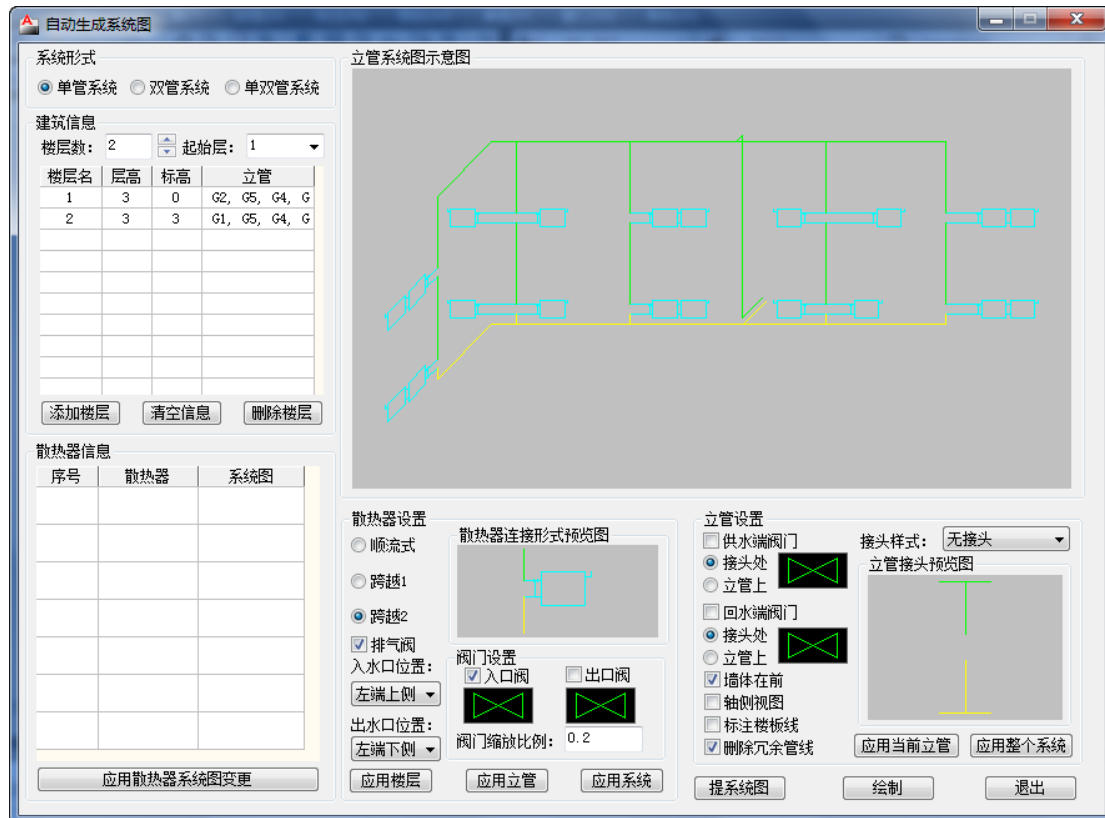 自动生成系统图
系统形式
单管系统 双管系统 单双管系统
建筑信息
楼层数: 2 起始层: 1
楼层名 层高 标高 立管
1 3 0 G2, G5, G4, G
2 3 3 G1, G5, G4, G
添加楼层 清空信息 删除楼层
散热器信息
序号 散热器 系统图
应用散热器系统图变更
立管系统图示意图
散热器设置
顺流式
跨越1
跨越2
排气阀
入水口位置:
左端上侧
出水口位置:
左端下侧
散热器连接形式预览图
阀门设置
入口阀 出口阀
阀门缩放比例: 0.2
应用楼层 应用立管 应用系统
立管设置
供水端阀门
接头处
立管上
回水端阀门
接头处
立管上
墙体在前
轴侧视图
标注楼板线
删除冗余管线
接头样式: 无接头
立管接头预览图
应用当前立管 应用整个系统
提系统图 绘制 退出